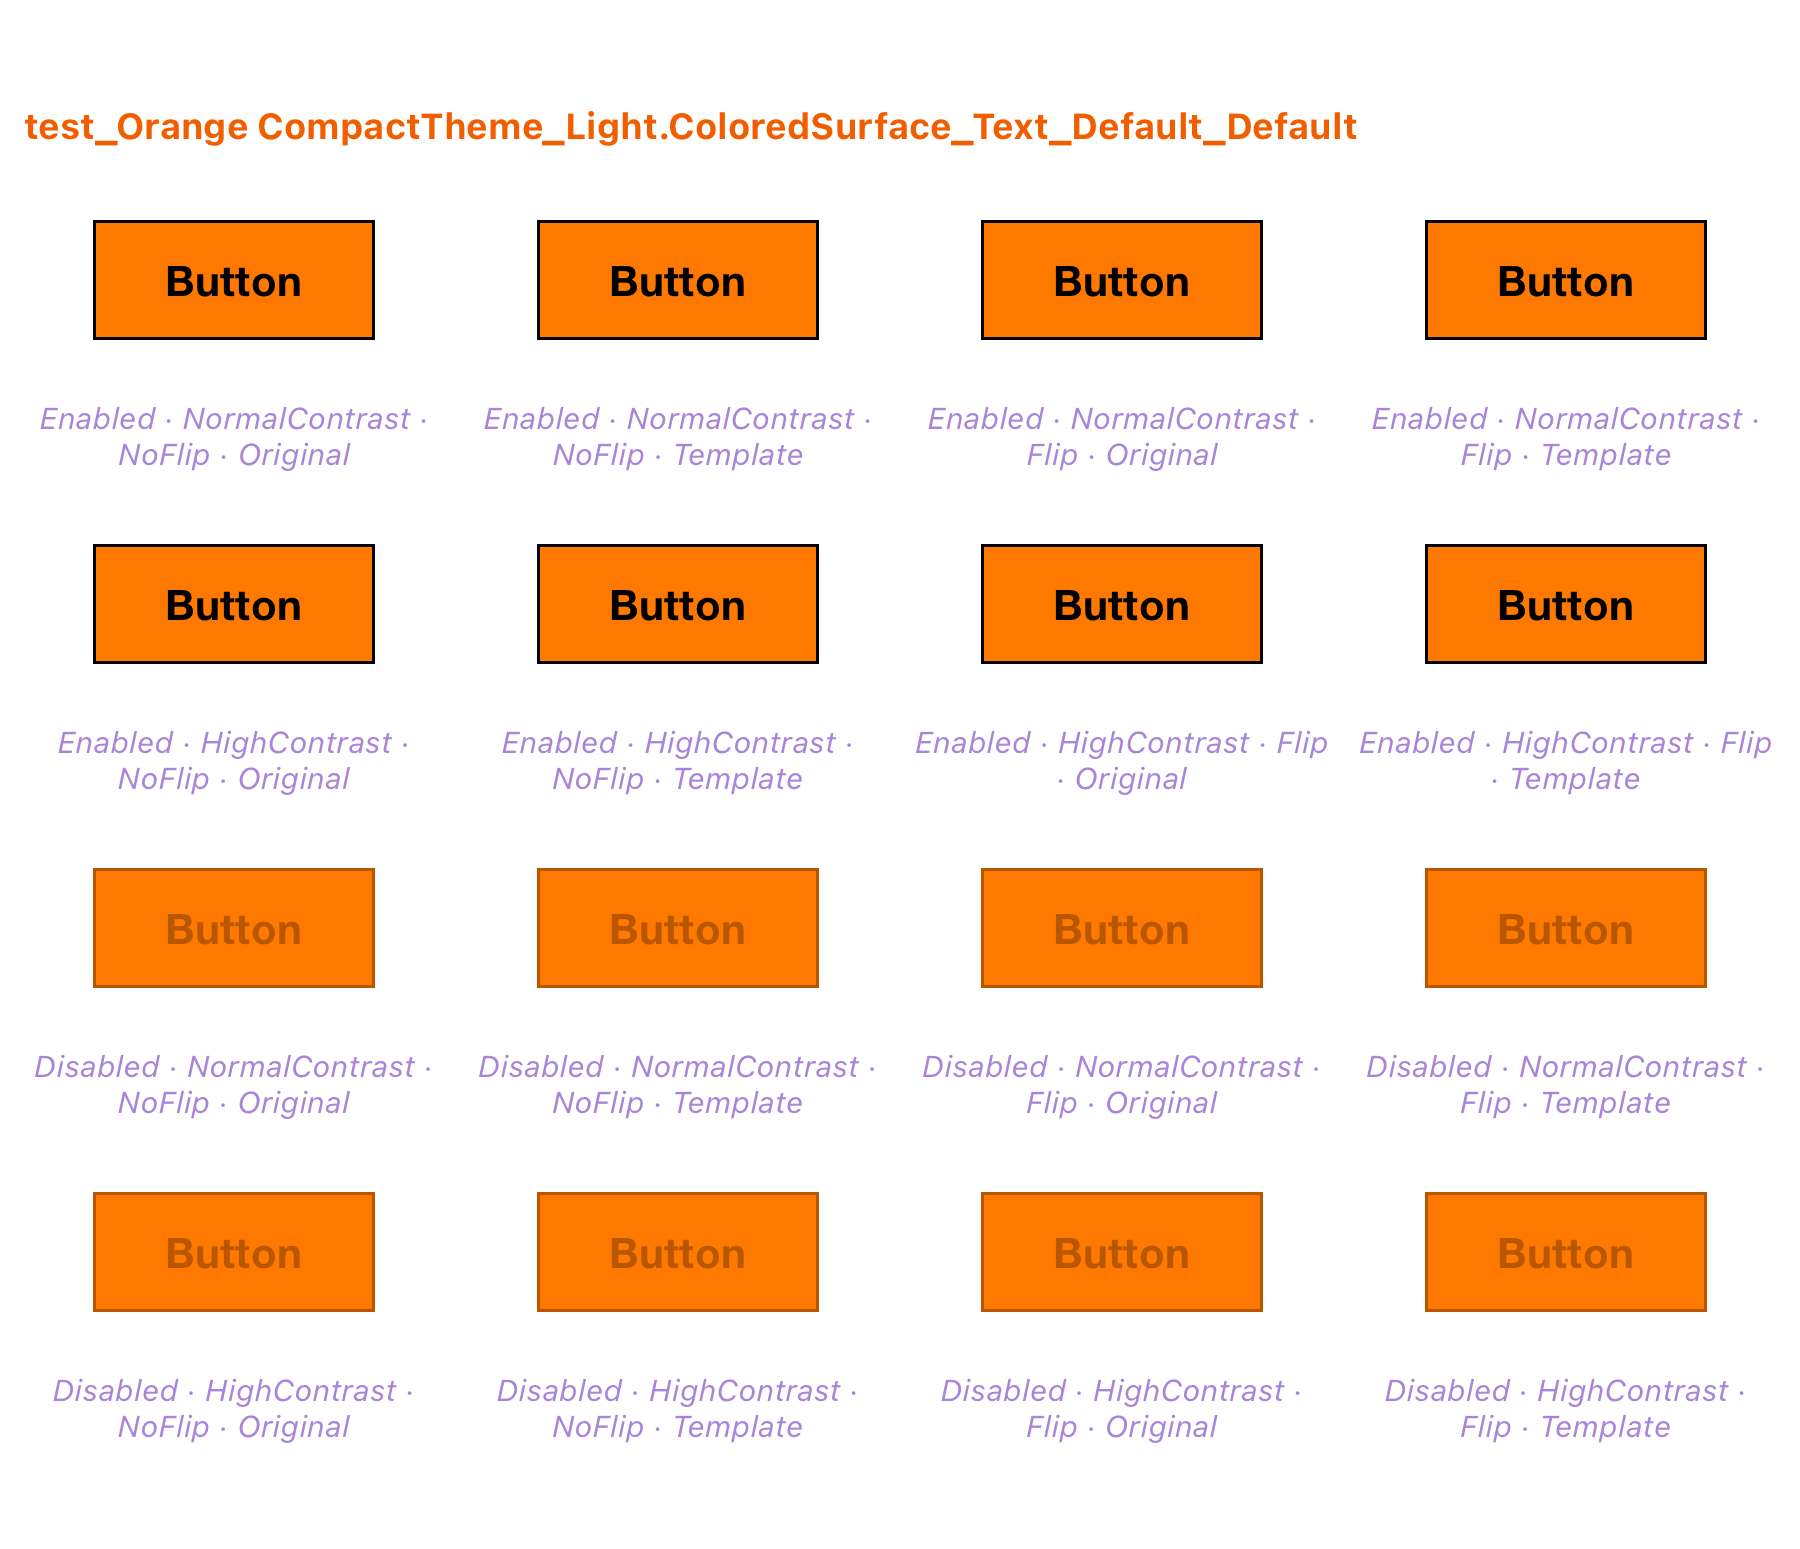 test_Orange CompactTheme_Light.ColoredSurface_Text_Default_Default
Button
Button
Button
Button
Enabled · NormalContrast ·
NoFlip · Original
Enabled · NormalContrast ·
NoFlip · Template
Enabled · NormalContrast ·
Flip · Original
Enabled · NormalContrast ·
Flip · Template
Button
Button
Button
Button
Enabled · HighContrast ·
NoFlip · Original
Enabled · HighContrast ·
NoFlip · Template
Enabled · HighContrast · Flip
· Original
Enabled · HighContrast · Flip
· Template
Button
Button
Button
Button
Disabled · NormalContrast ·
NoFlip · Original
Disabled · NormalContrast ·
NoFlip · Template
Disabled · NormalContrast ·
Flip · Original
Disabled · NormalContrast ·
Flip · Template
Button
Button
Button
Button
Disabled · HighContrast ·
NoFlip · Original
Disabled · HighContrast ·
NoFlip · Template
Disabled · HighContrast ·
Flip · Original
Disabled · HighContrast ·
Flip · Template